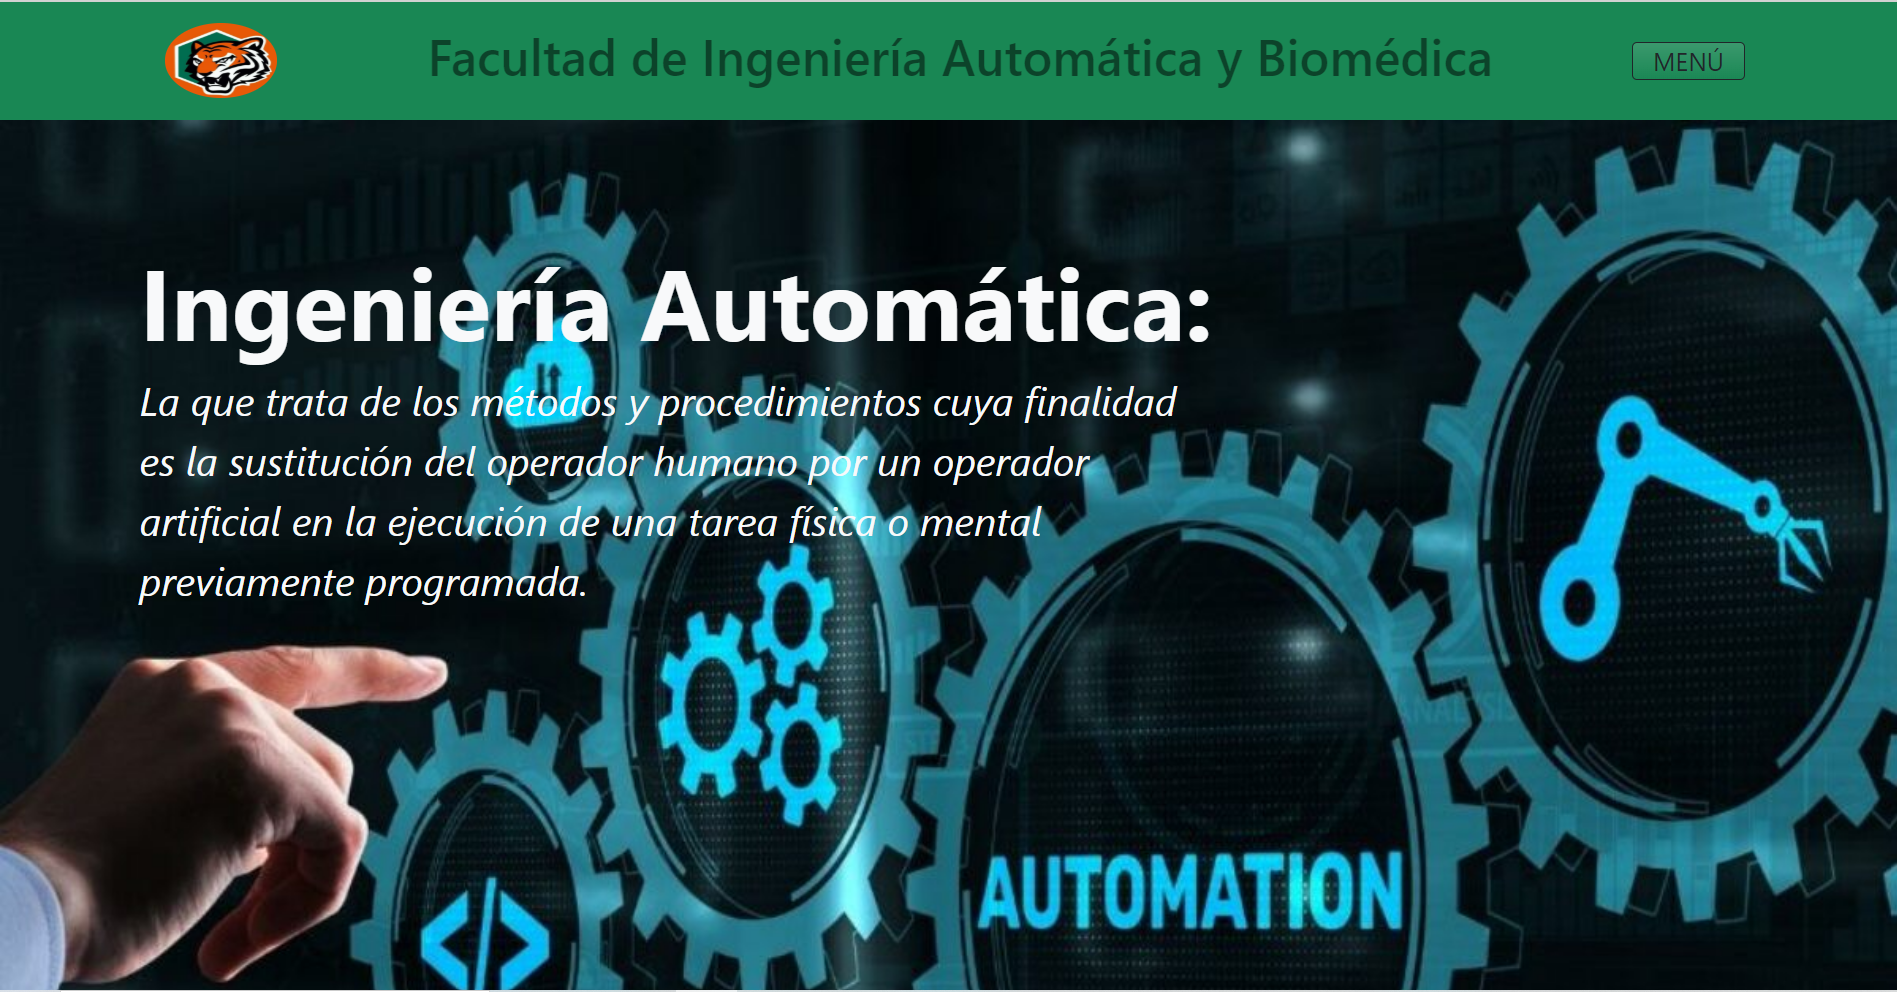 Facultad de Ingeniería Automática y Biomédica
MENÚ
Ingeniería Automática:
La que trata de los métodos y procedimientos cuya finalidad
es la sustitución del operador humano por un operador
artificial en la ejecución de una tarea física o mental
previamente programada.
ANALYSIS
AUTOMATION